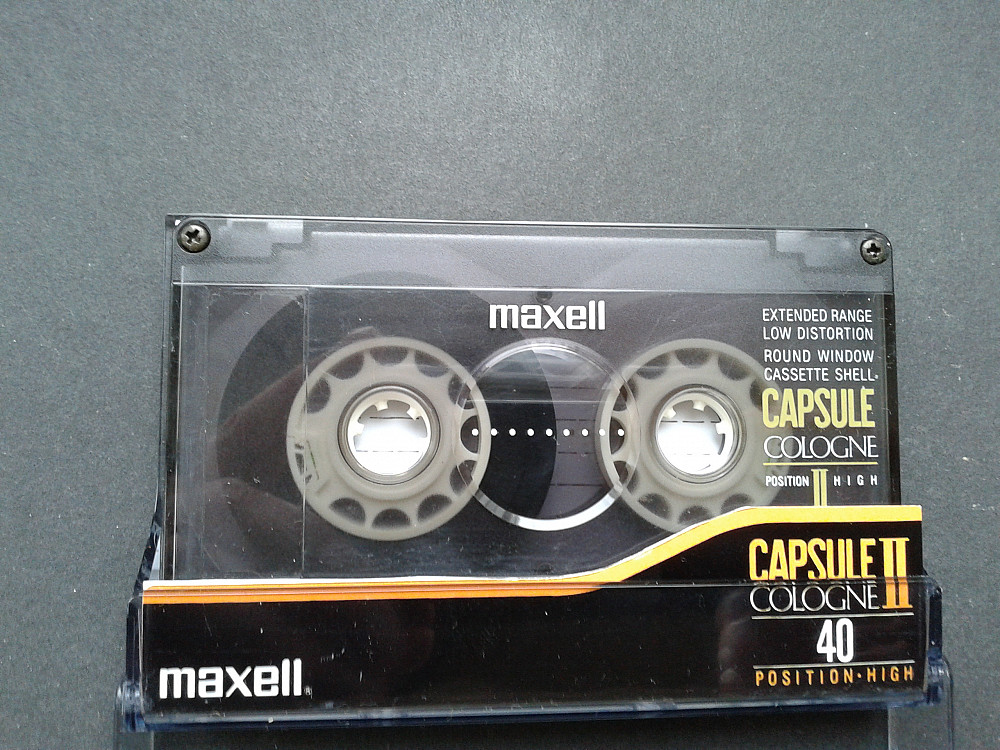 maxell
EXTENDED RANGE
LOW DISTORTION
ROUND WINDOW
CASSETTE SHELL.
CAPSULE
COLOGNE
POSITION II HIGH
CAPSULE II
COLOGNE
40
POSITION·HIGH
maxell